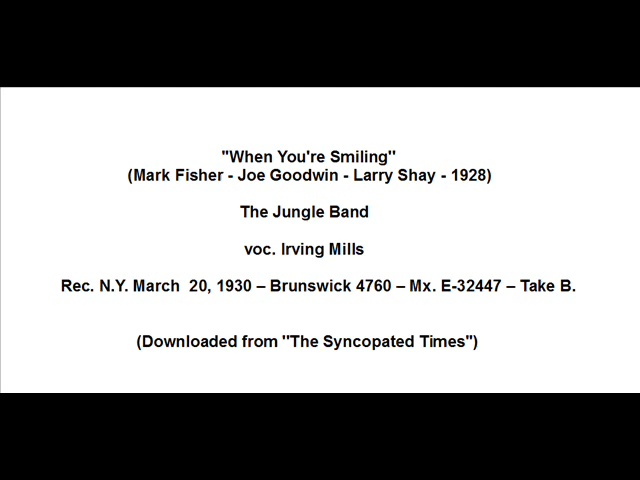 "When You're Smiling"
(Mark Fisher - Joe Goodwin - Larry Shay - 1928)
The Jungle Band
voc. Irving Mills
Rec. N.Y. March  20, 1930 – Brunswick 4760 – Mx. E-32447 – Take B.
(Downloaded from "The Syncopated Times")